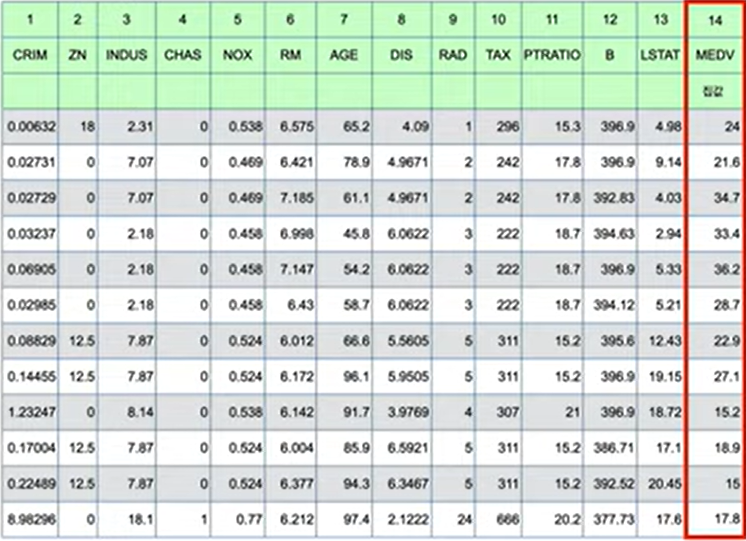 1 2 3 4 5 6 7 8 9 10 11 12 13 14
CRIM ZN INDUS CHAS NOX RM AGE DIS RAD TAX PTRATIO B LSTAT MEDV
집값
0.00632 18 2.31 0 0.538 6.575 65.2 4.09 1 296 15.3 396.9 4.98 24
0.02731 0 7.07 0 0.469 6.421 78.9 4.9671 2 242 17.8 396.9 9.14 21.6
0.02729 0 7.07 0 0.469 7.185 61.1 4.9671 2 242 17.8 392.83 4.03 34.7
0.03237 0 2.18 0 0.458 6.998 45.8 6.0622 3 222 18.7 394.63 2.94 33.4
0.06905 0 2.18 0 0.458 7.147 54.2 6.0622 3 222 18.7 396.9 5.33 36.2
0.02985 0 2.18 0 0.458 6.43 58.7 6.0622 3 222 18.7 394.12 5.21 28.7
0.08829 12.5 7.87 0 0.524 6.012 66.6 5.5605 5 311 15.2 395.6 12.43 22.9
0.14455 12.5 7.87 0 0.524 6.172 96.1 5.9505 5 311 15.2 396.9 19.15 27.1
1.23247 0 8.14 0 0.538 6.142 91.7 3.9769 4 307 21 396.9 18.72 15.2
0.17004 12.5 7.87 0 0.524 6.004 85.9 6.5921 5 311 15.2 386.71 17.1 18.9
0.22489 12.5 7.87 0 0.524 6.377 94.3 6.3467 5 311 15.2 392.52 20.45 15
8.98296 0 18.1 1 0.77 6.212 97.4 2.1222 24 666 20.2 377.73 17.6 17.8